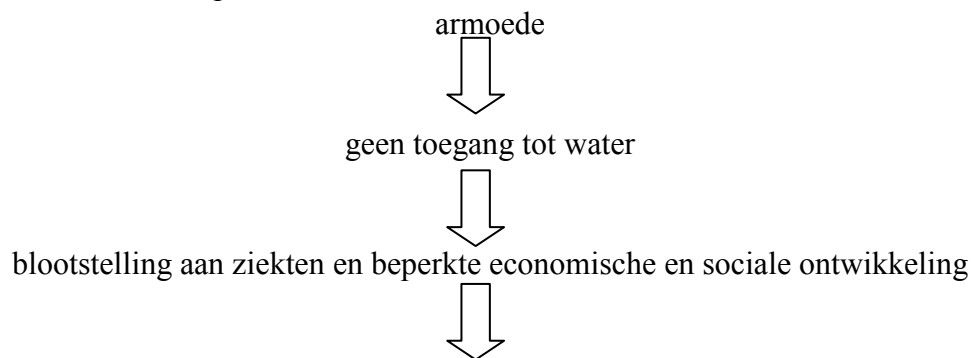 armoede
geen toegang tot water
blootstelling aan ziekten en beperkte economische en sociale ontwikkeling